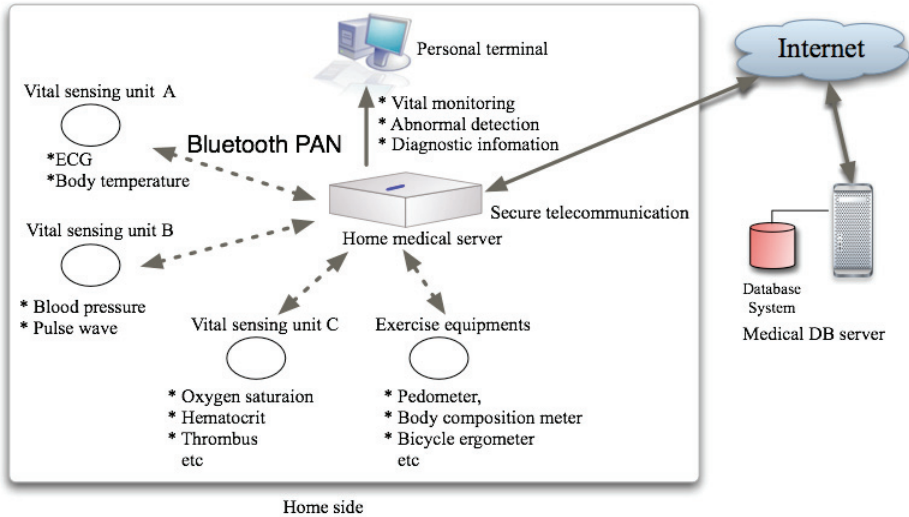 Personal terminal
Internet
Vital sensing unit A
* Vital monitoring
* Abnormal detection
* Diagnostic infomation
Bluetooth PAN
*ECG
*Body temperature
Secure telecommunication
Home medical server
Vital sensing unit B
* Blood pressure
* Pulse wave
Database
System
Medical DB server
Vital sensing unit C
Exercise equipments
* Oxygen saturaion
* Hematocrit
* Thrombus
etc
* Pedometer,
* Body composition meter
* Bicycle ergometer
etc
Home side